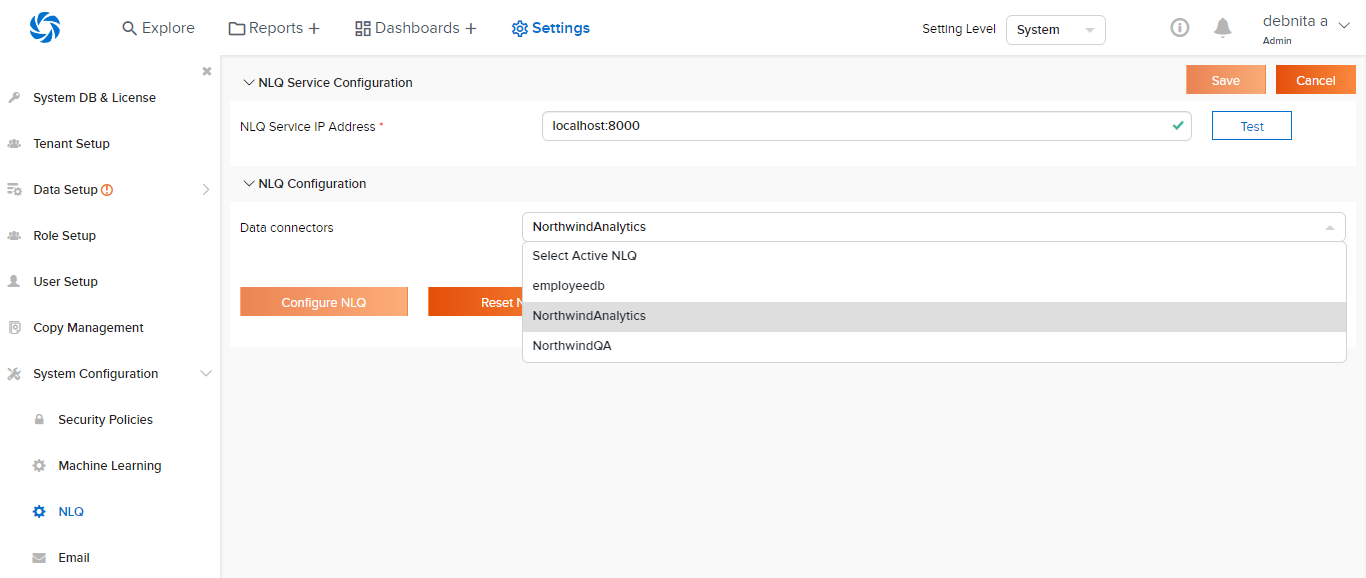 Explore
Reports +
Dashboards +
Settings
Setting Level
System
debnita a
Admin
System DB & License
Tenant Setup
Data Setup
Role Setup
User Setup
Copy Management
System Configuration
Security Policies
Machine Learning
NLQ
Email
NLQ Service Configuration
Save
Cancel
NLQ Service IP Address *
localhost:8000
Test
NLQ Configuration
Data connectors
NorthwindAnalytics
Select Active NLQ
employeedb
NorthwindAnalytics
NorthwindQA
Configure NLQ
Reset